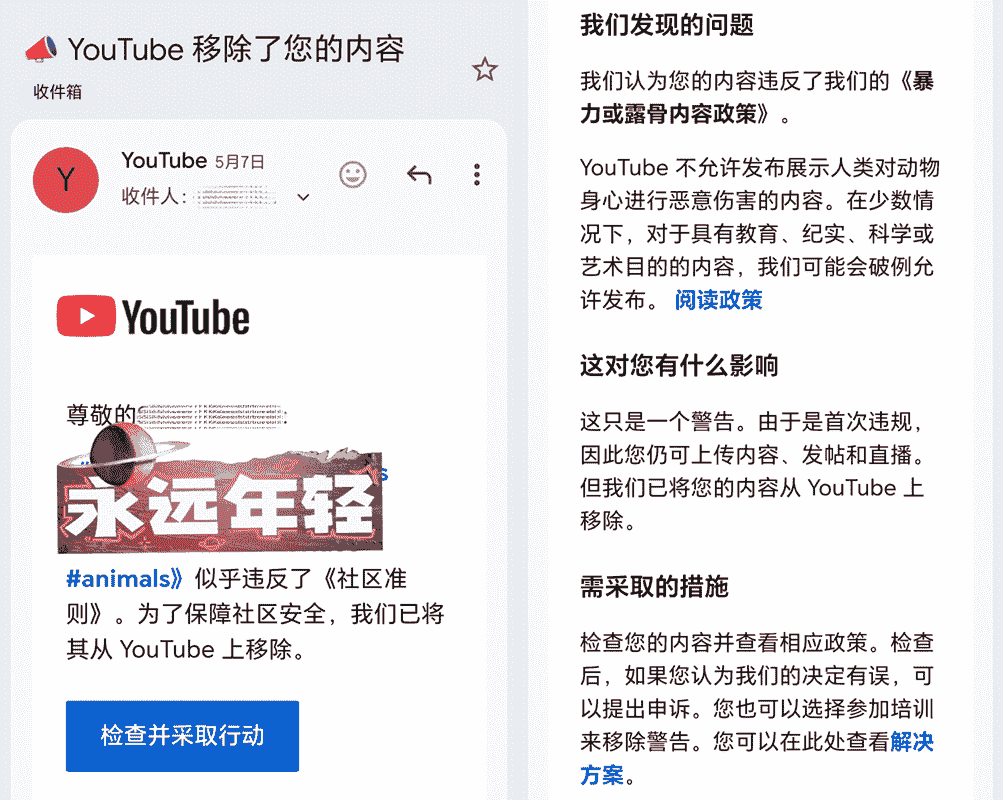 YouTube 移除了您的内容
收件箱
Y
YouTube 5月7日
收件人：
YouTube
尊敬的
永远年轻
#animals》似乎违反了《社区准
则》。为了保障社区安全，我们已将
其从 YouTube 上移除。
检查并采取行动
我们发现的问题
我们认为您的内容违反了我们的《暴
力或露骨内容政策》。
YouTube 不允许发布展示人类对动物
身心进行恶意伤害的内容。在少数情
况下，对于具有教育、纪实、科学或
艺术目的的内容，我们可能会破例允
许发布。 阅读政策
这对您有什么影响
这只是一个警告。由于是首次违规，
因此您仍可上传内容、发帖和直播。
但我们已将您的内容从 YouTube 上
移除。
需采取的措施
检查您的内容并查看相应政策。检查
后，如果您认为我们的决定有误，可
以提出申诉。您也可以选择参加培训
来移除警告。您可以在此处查看解决
方案。